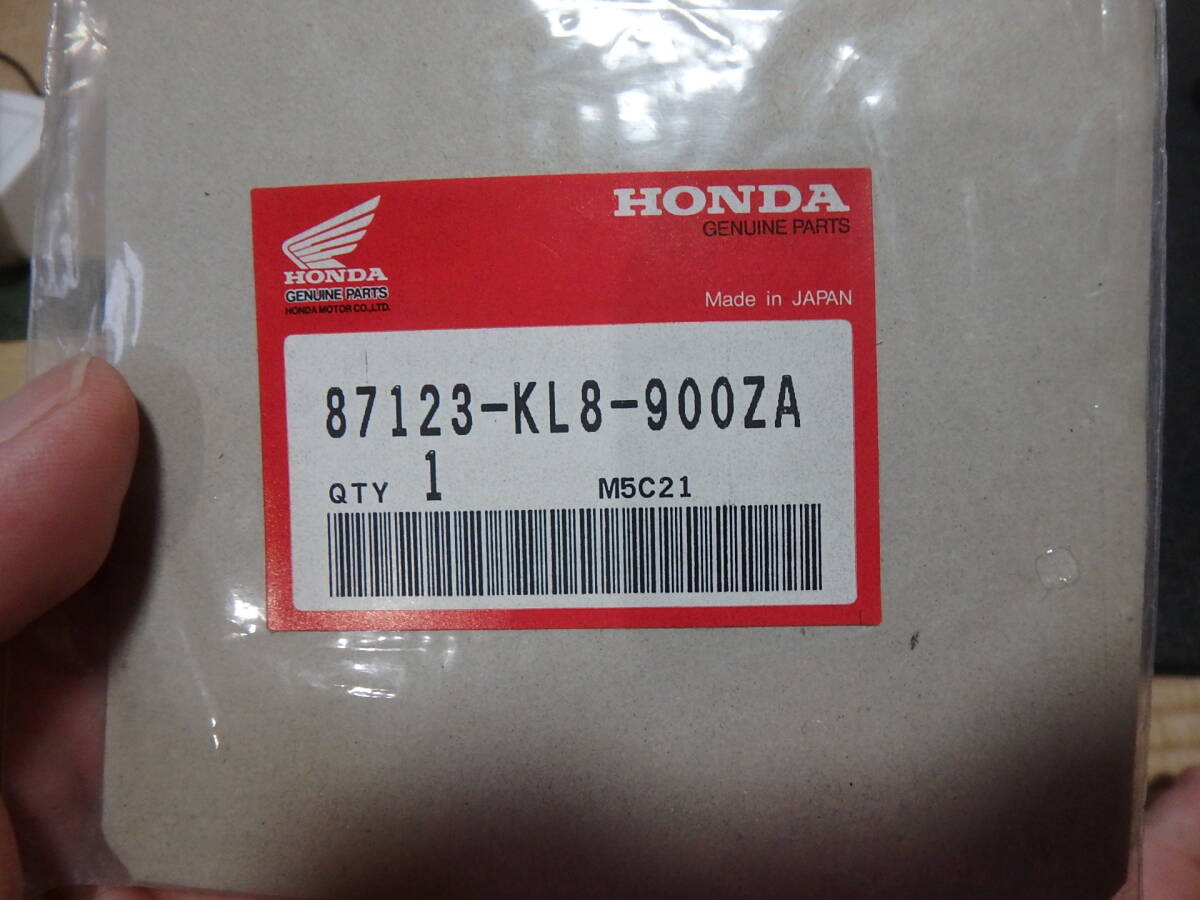 HONDA
GENUINE PARTS
HONDA MOTOR CO.,LTD.
HONDA
GENUINE PARTS
Made in JAPAN
87123-KL8-900ZA
QTY 1 M5C21